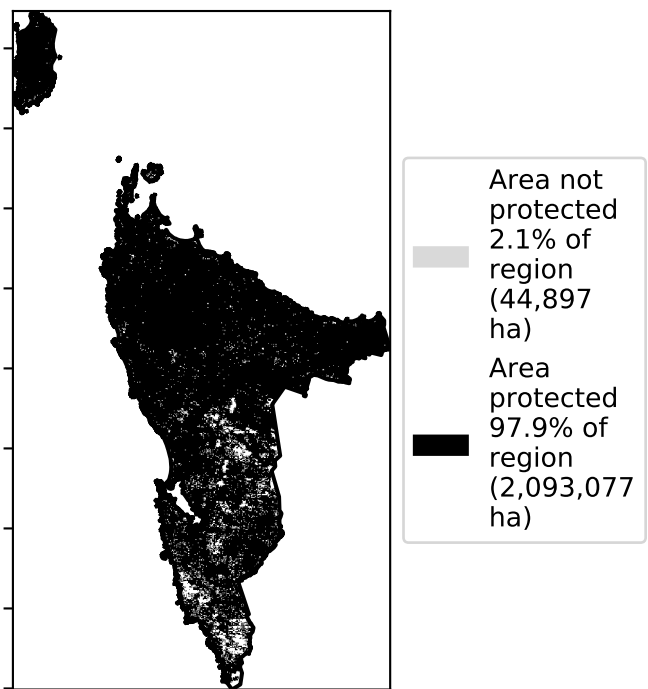 Area not
protected
2.1% of
region
(44,897
ha)
Area
protected
97.9% of
region
(2,093,077
ha)